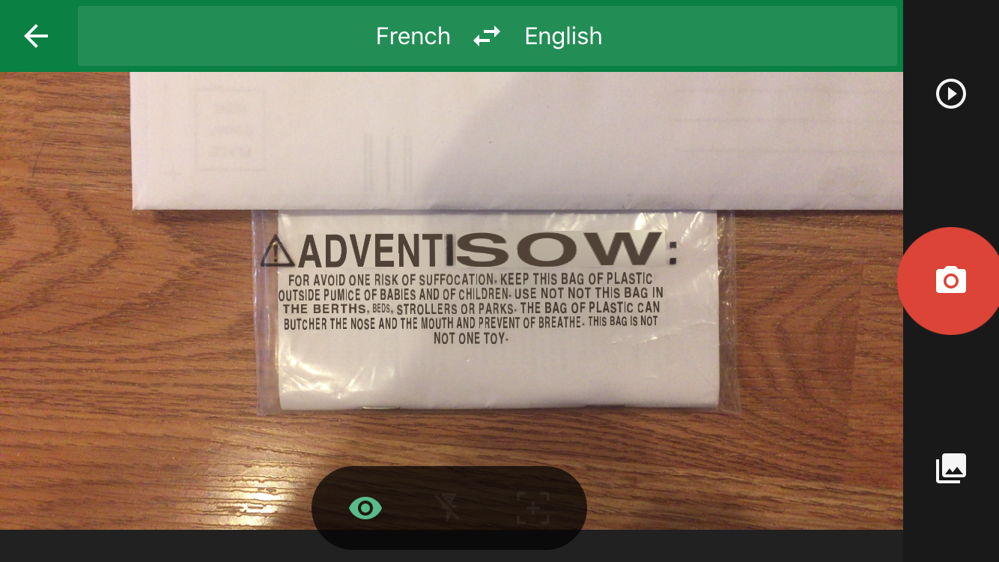 French English
ADVENTISOW:
FOR AVOID ONE RISK OF SUFFOCATION. KEEP THIS BAG OF PLASTIC
OUTSIDE PUMICE OF BABIES AND OF CHILDREN. USE NOT NOT THIS BAG IN
THE BERTHS, BEDS, STROLLERS OR PARKS. THE BAG OF PLASTIC CAN
BUTCHER THE NOSE AND THE MOUTH AND PREVENT OF BREATHE. THIS BAG IS NOT
NOT ONE TOY.